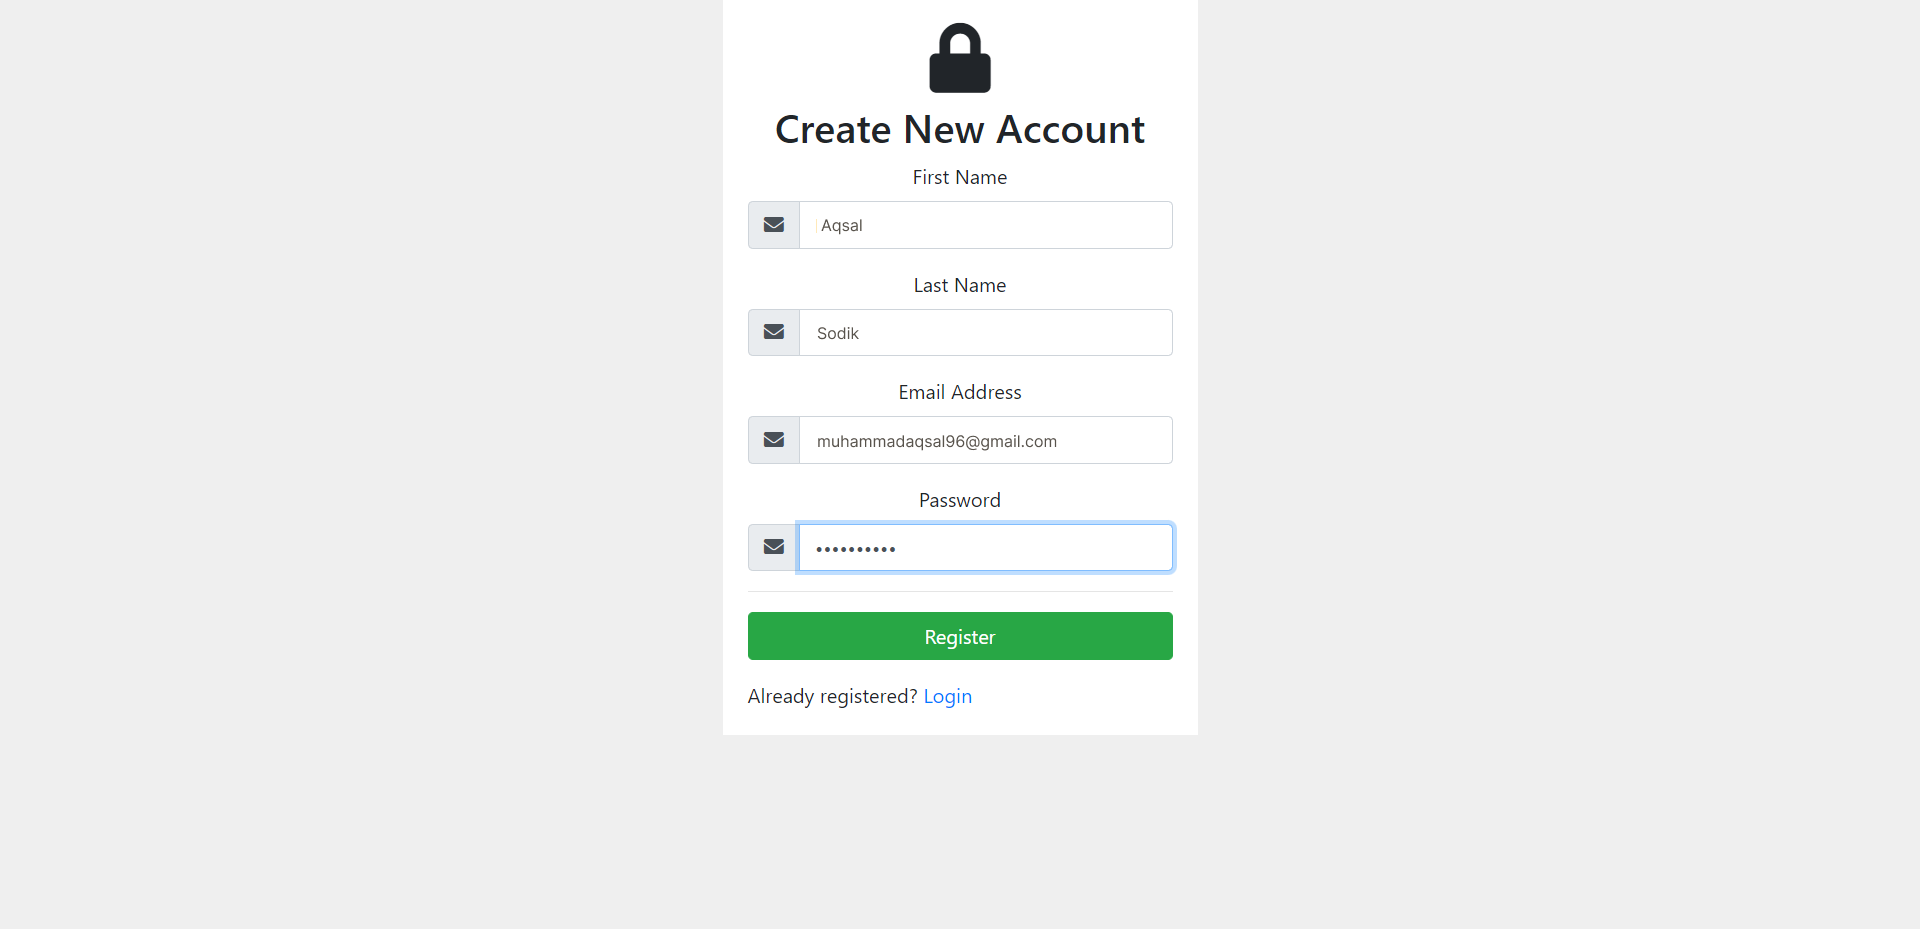 Create New Account
First Name
Aqsal
Last Name
Sodik
Email Address
muhammadaqsal96@gmail.com
Password
••••••••••
Register
Already registered? Login